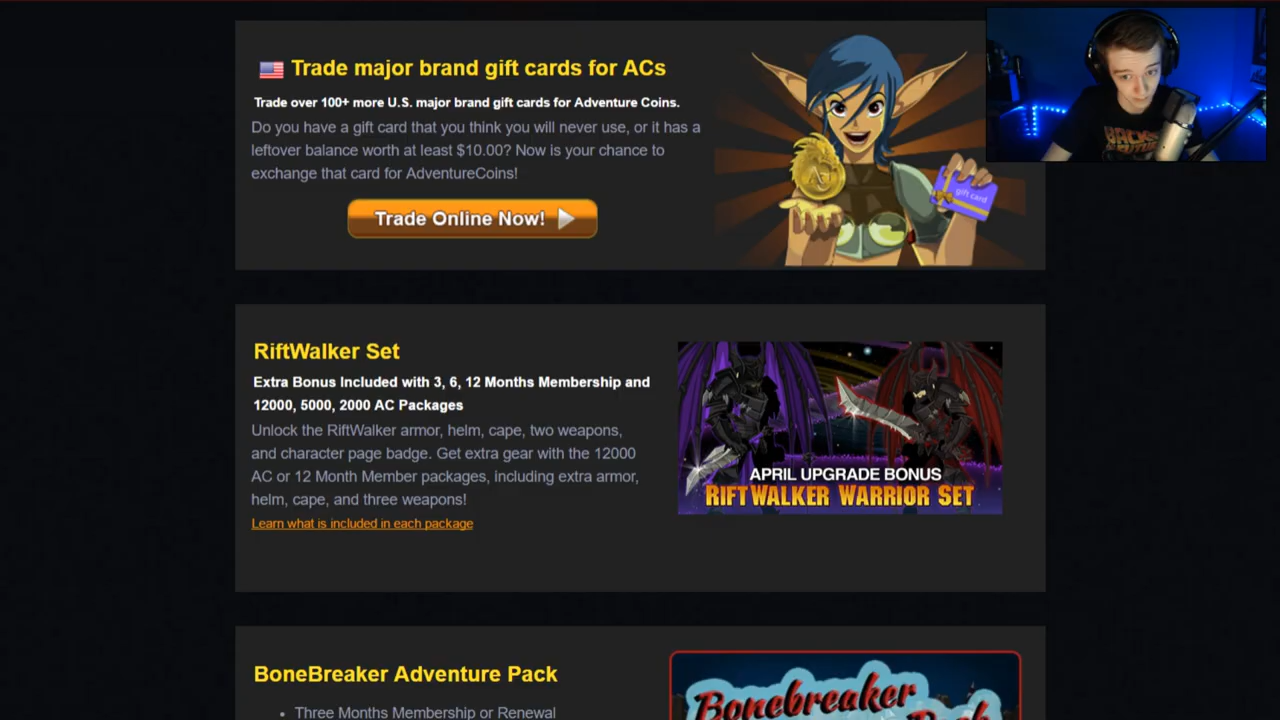 Trade major brand gift cards for ACs
Trade over 100+ more U.S. major brand gift cards for Adventure Coins.
Do you have a gift card that you think you will never use, or it has a
leftover balance worth at least $10.00? Now is your chance to
exchange that card for AdventureCoins!
Trade Online Now!
gift card
BACK
TO THE
FUTURE
RiftWalker Set
Extra Bonus Included with 3, 6, 12 Months Membership and
12000, 5000, 2000 AC Packages
Unlock the RiftWalker armor, helm, cape, two weapons,
and character page badge. Get extra gear with the 12000
AC or 12 Month Member packages, including extra armor,
helm, cape, and three weapons!
Learn what is included in each package
APRIL UPGRADE BONUS
RIFTWALKER WARRIOR SET
BoneBreaker Adventure Pack
• Three Months Membership or Renewal
Bonebreaker
Pack